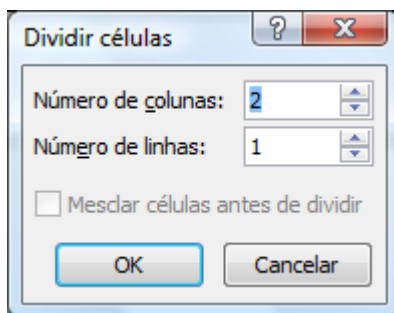 Dividir células
Número de colunas: 2
Número de linhas: 1
Mesclar células antes de dividir
OK Cancelar